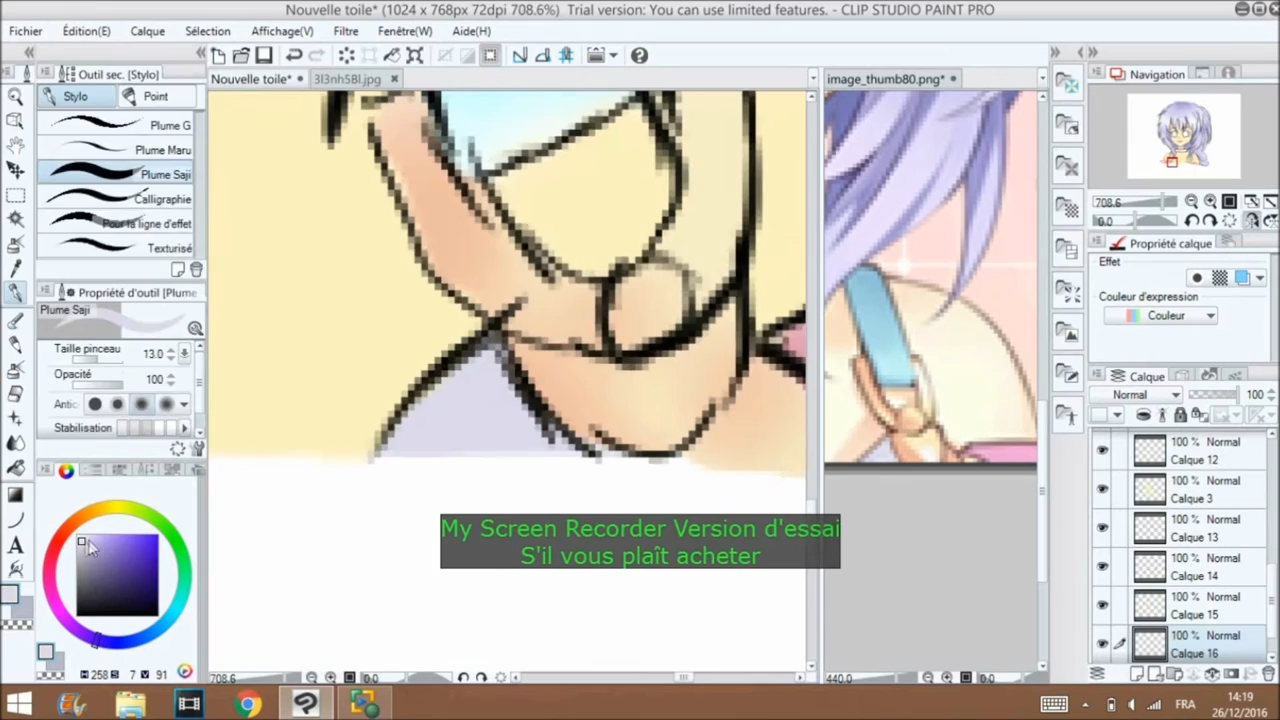 Nouvelle toile* (1024 x 768px 72dpi 708.6%) Trial version: You can use limited features. - CLIP STUDIO PAINT PRO
Fichier Édition(E) Calque Sélection Affichage(V) Filtre Fenêtre(W) Aide(H)
Outil sec. [Stylo]
Nouvelle toile*
3l3nh5Bl.jpg
image_thumb80.png*
Navigation
Stylo
Point
Plume G
Plume Maru
Plume Saji
Calligraphie
Pour la ligne d'effet
Texturisé
708.6
0.0
Propriété calque
Effet
Couleur d'expression
Couleur
Propriété d'outil [Plume
Plume Saji
Taille pinceau 13.0
Opacité 100
Antic
Stabilisation
Calque
Normal 100
100 % Normal
Calque 12
100 % Normal
Calque 3
100 % Normal
Calque 13
100 % Normal
Calque 14
100 % Normal
Calque 15
100 % Normal
Calque 16
My Screen Recorder Version d'essai
S'il vous plaît acheter
H 258 S 7 V 91
708.6 0.0
440.0 0.0
A
FRA
14:19
26/12/2016